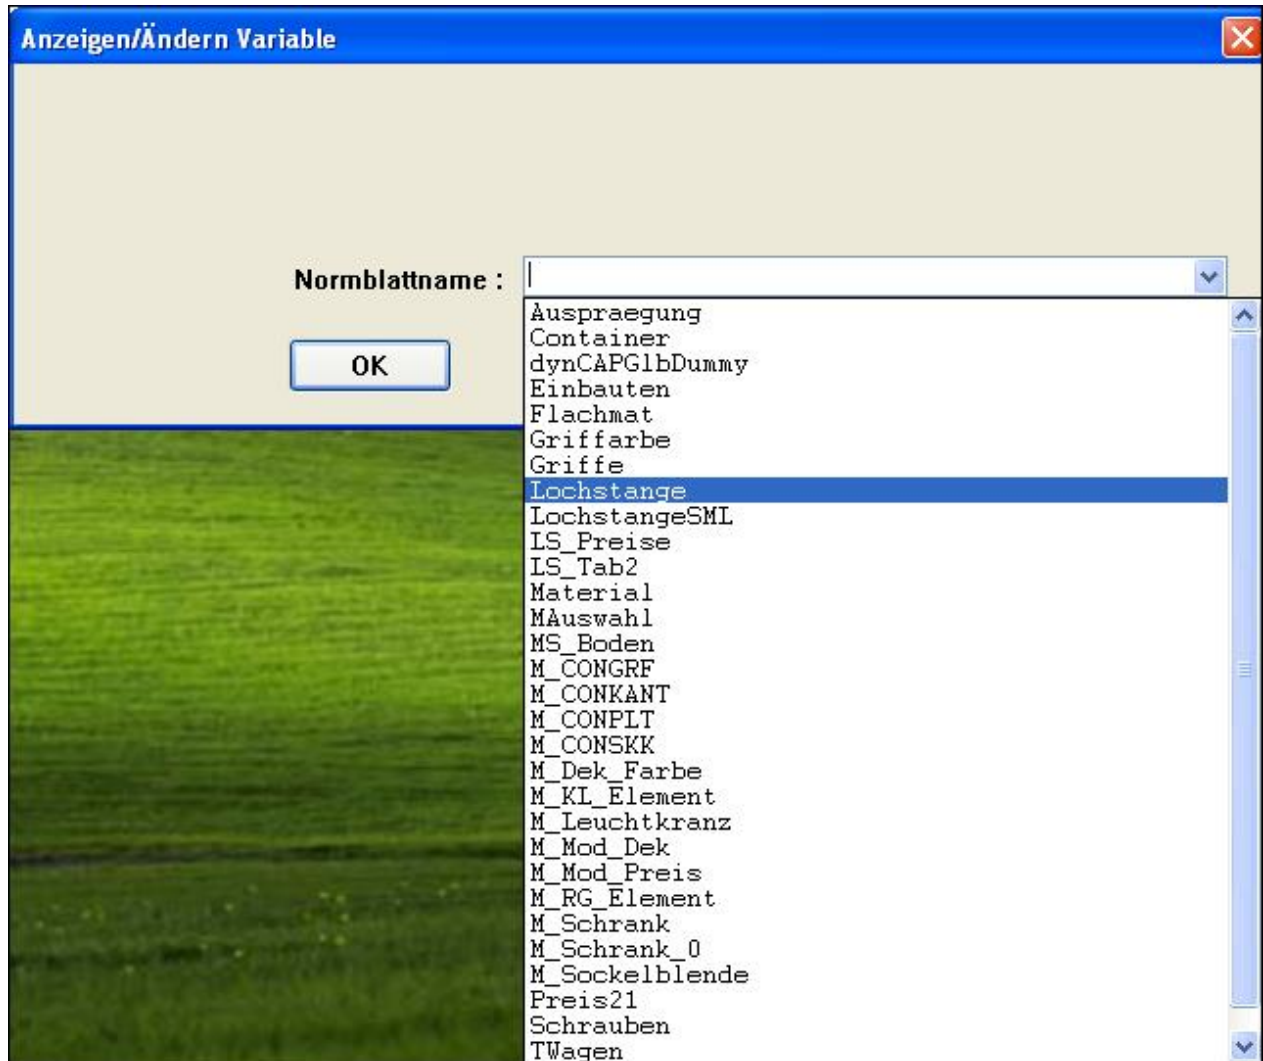 Anzeigen/Ändern Variable
Normblattname :
OK
Auspraegung
Container
dynCAPGlbDummy
Einbauten
Flachmat
Griffarbe
Griffe
Lochstange
LochstangeSML
LS_Preise
LS_Tab2
Material
MAuswahl
MS_Boden
M_CONGRF
M_CONKANT
M_CONPLT
M_CONSKK
M_Dek_Farbe
M_KL_Element
M_Leuchtkranz
M_Mod_Dek
M_Mod_Preis
M_RG_Element
M_Schrank
M_Schrank_0
M_Sockelblende
Preis21
Schrauben
TWagen